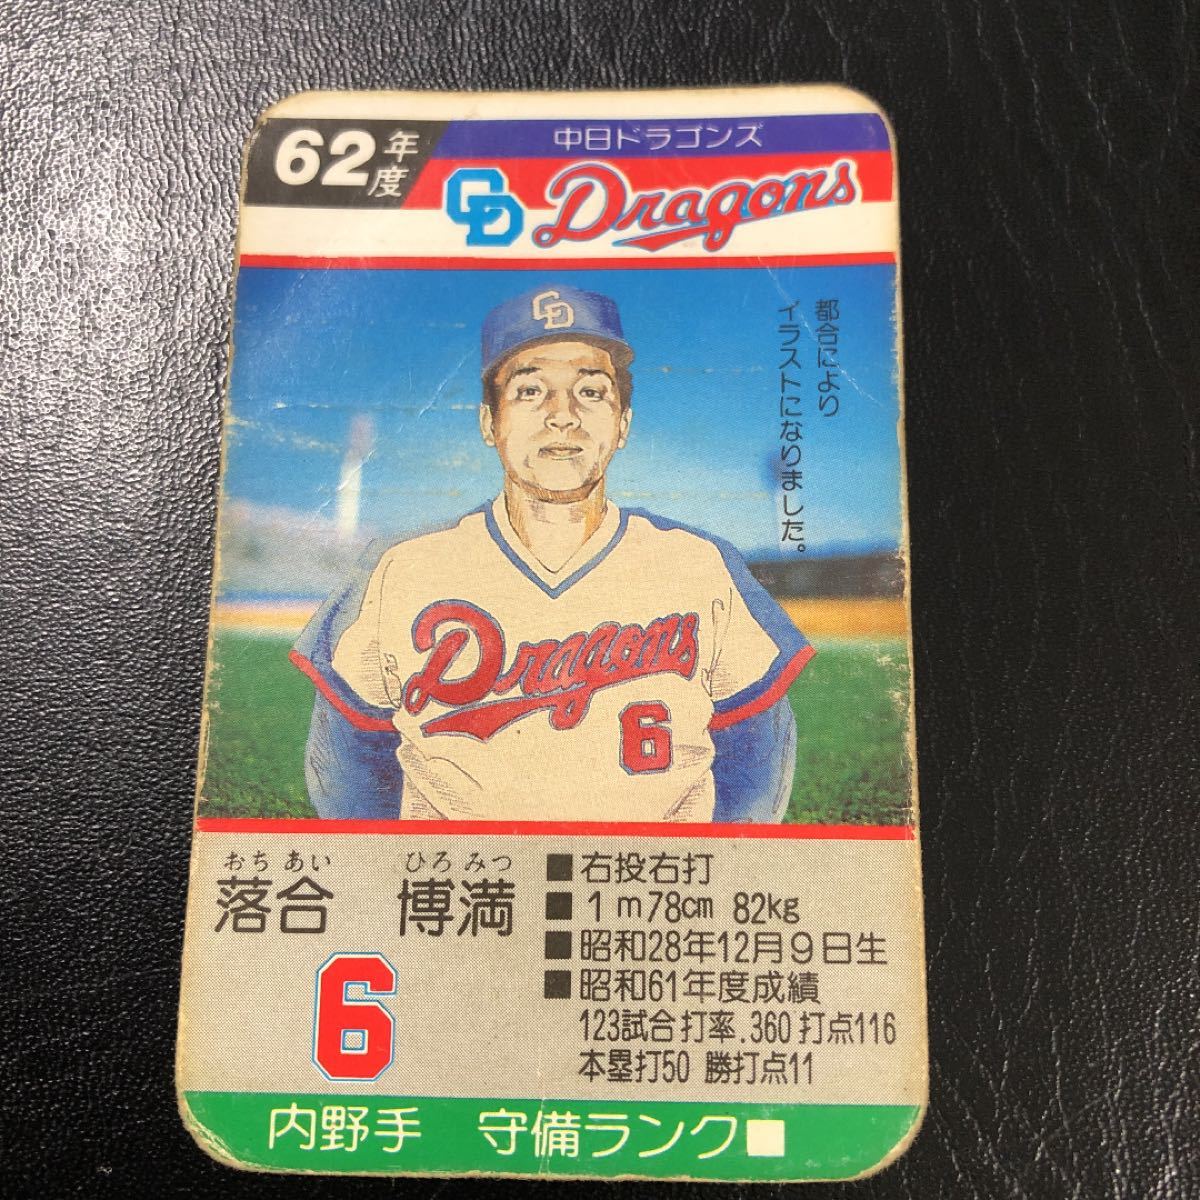 62年度
中日ドラゴンズ
CD Dragons
都合により
イラストになりました。
CD
Dragons
6
おちあい ひろみつ
落合 博満
6
■右投右打
■1m78cm 82kg
■昭和28年12月9日生
■昭和61年度成績
123試合打率.360打点116
本塁打50 勝打点11
内野手 守備ランク■